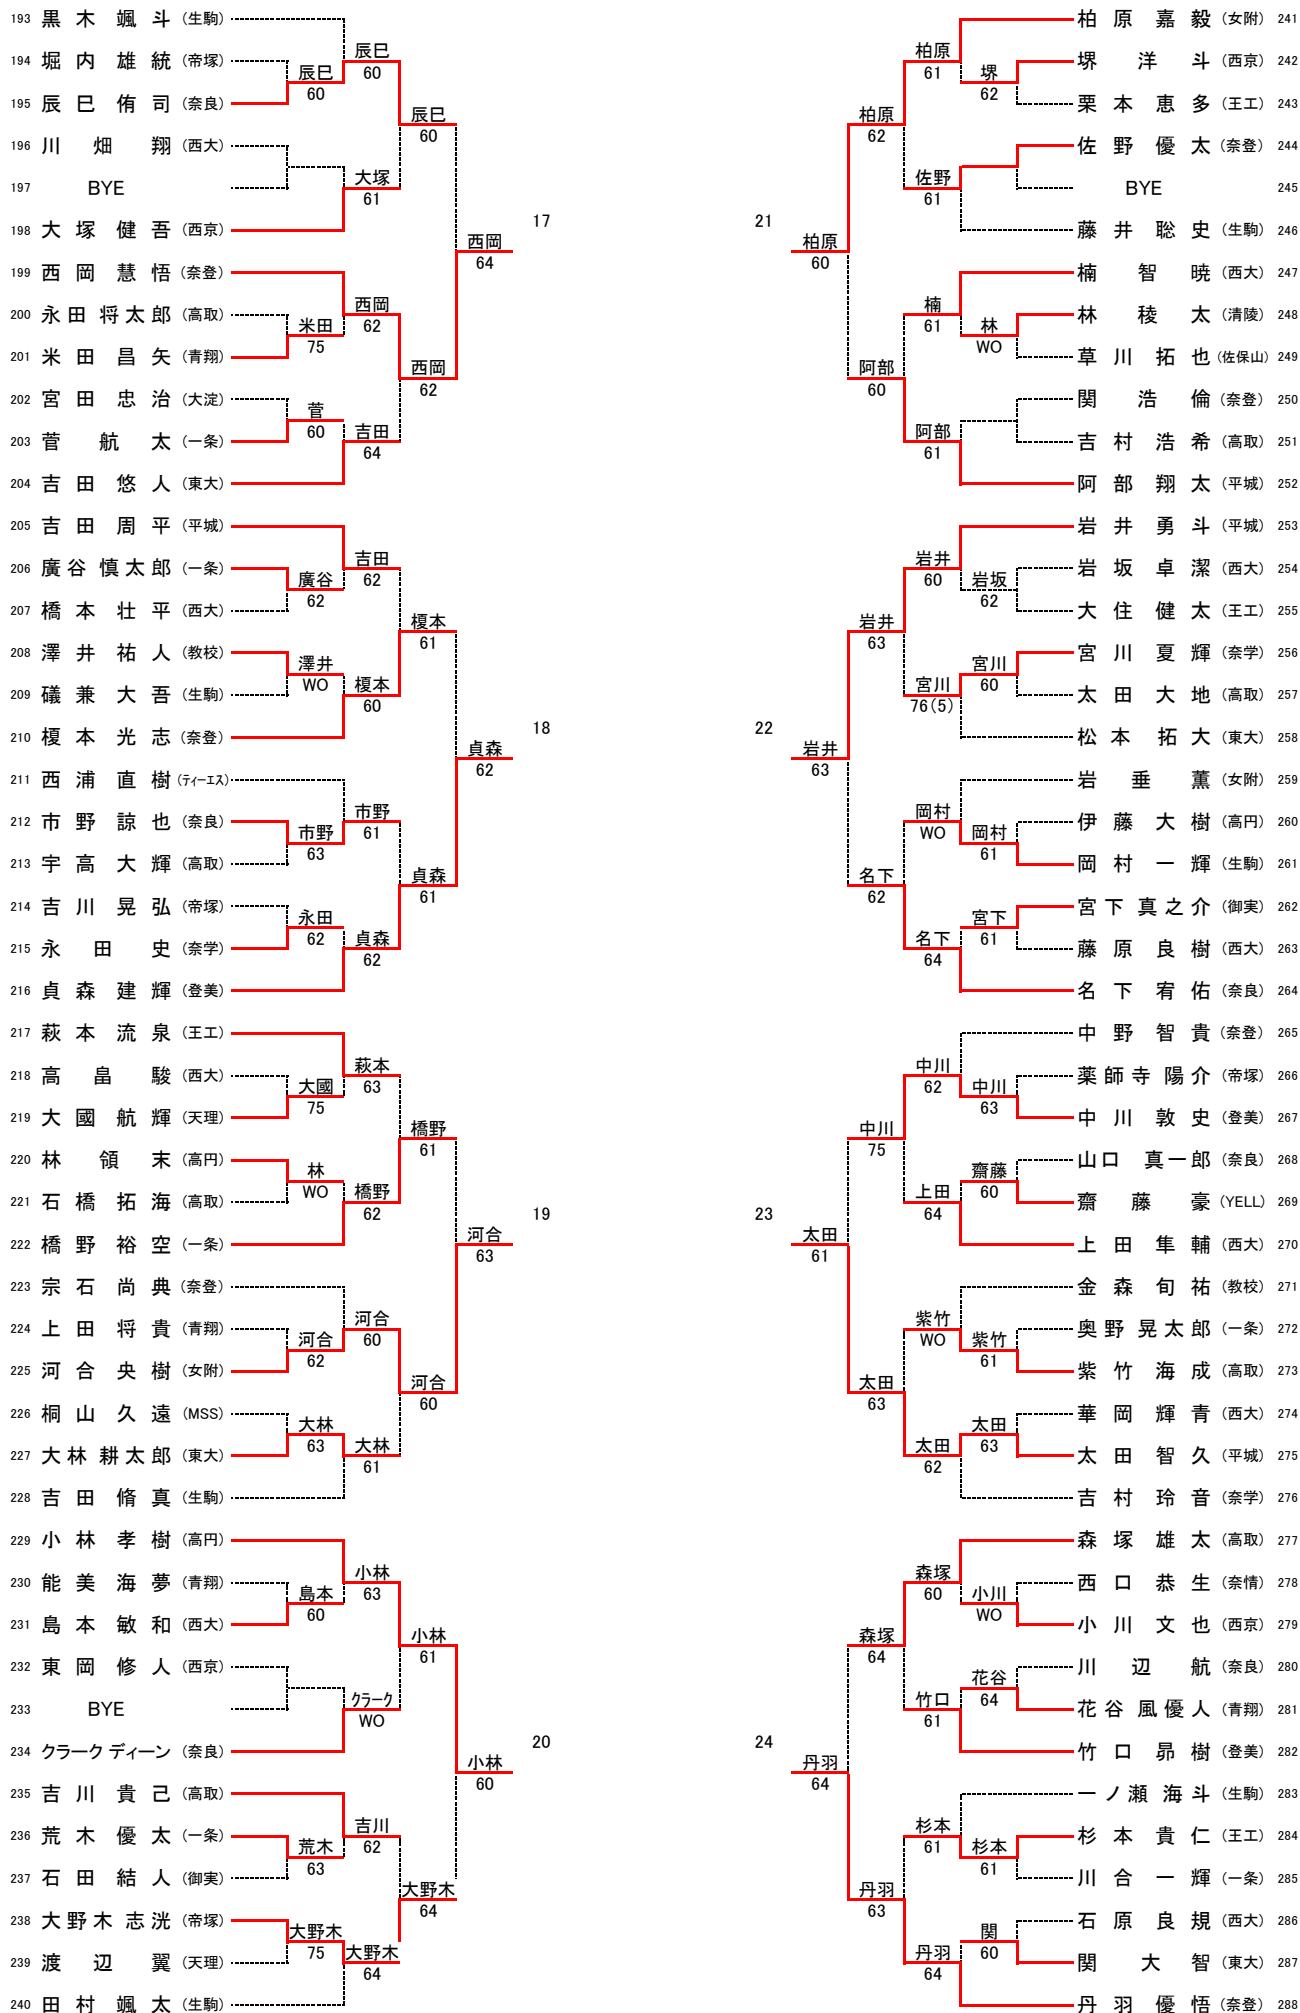 193 黒木 颯斗 (生駒)
194 堀内 雄統 (帝塚)
195 辰巳 侑司 (奈良)
196 川畑 翔 (西大)
197 BYE
198 大塚 健吾 (西京)
辰巳 60
辰巳 60
大塚 61
辰巳 60
199 西岡 慧悟 (奈登)
200 永田 将太郎 (高取)
201 米田 昌矢 (青翔)
202 宮田 忠治 (大淀)
203 菅 航太 (一条)
204 吉田 悠人 (東大)
米田 75
菅 60
西岡 62
吉田 64
西岡 62
西岡 64
17
205 吉田 周平 (平城)
206 廣谷 慎太郎 (一条)
207 橋本 壮平 (西大)
208 澤井 祐人 (教校)
209 礒兼 大吾 (生駒)
210 榎本 光志 (奈登)
廣谷 62
澤井 WO
吉田 62
榎本 60
榎本 61
211 西浦 直樹 (ティーエス)
212 市野 諒也 (奈良)
213 宇高 大輝 (高取)
214 吉川 晃弘 (帝塚)
215 永田 史 (奈学)
216 貞森 建輝 (登美)
市野 63
永田 62
市野 61
貞森 62
貞森 61
貞森 62
18
217 萩本 流泉 (王工)
218 高畠 駿 (西大)
219 大國 航輝 (天理)
220 林 領末 (高円)
221 石橋 拓海 (高取)
222 橋野 裕空 (一条)
大國 75
林 WO
萩本 63
橋野 62
橋野 61
223 宗石 尚典 (奈登)
224 上田 将貴 (青翔)
225 河合 央樹 (女附)
226 桐山 久遠 (MSS)
227 大林 耕太郎 (東大)
228 吉田 脩真 (生駒)
河合 62
大林 63
河合 60
大林 61
河合 60
河合 63
19
229 小林 孝樹 (高円)
230 能美 海夢 (青翔)
231 島本 敏和 (西大)
232 東岡 修人 (西京)
233 BYE
234 クラーク ディーン (奈良)
島本 60
小林 63
クラーク WO
小林 61
235 吉川 貴己 (高取)
236 荒木 優太 (一条)
237 石田 結人 (御実)
238 大野木 志洸 (帝塚)
239 渡辺 翼 (天理)
240 田村 颯太 (生駒)
荒木 63
大野木 75
吉川 62
大野木 64
大野木 64
小林 60
20
柏原 嘉毅 (女附) 241
堺 洋斗 (西京) 242
栗本 恵多 (王工) 243
佐野 優太 (奈登) 244
BYE 245
藤井 聡史 (生駒) 246
堺 62
柏原 61
佐野 61
柏原 62
楠 智暁 (西大) 247
林 稜太 (清陵) 248
草川 拓也 (佐保山) 249
関 浩倫 (奈登) 250
吉村 浩希 (高取) 251
阿部 翔太 (平城) 252
林 WO
楠 61
阿部 61
阿部 60
柏原 60
21
岩井 勇斗 (平城) 253
岩坂 卓潔 (西大) 254
大住 健太 (王工) 255
宮川 夏輝 (奈学) 256
太田 大地 (高取) 257
松本 拓大 (東大) 258
岩坂 62
宮川 60
岩井 60
宮川 76(5)
岩井 63
岩垂 薫 (女附) 259
伊藤 大樹 (高円) 260
岡村 一輝 (生駒) 261
宮下 真之介 (御実) 262
藤原 良樹 (西大) 263
名下 宥佑 (奈良) 264
岡村 61
宮下 61
岡村 WO
名下 64
名下 62
岩井 63
22
中野 智貴 (奈登) 265
薬師寺 陽介 (帝塚) 266
中川 敦史 (登美) 267
山口 真一郎 (奈良) 268
齋藤 豪 (YELL) 269
上田 隼輔 (西大) 270
中川 63
齋藤 60
中川 62
上田 64
中川 75
金森 旬祐 (教校) 271
奥野 晃太郎 (一条) 272
紫竹 海成 (高取) 273
華岡 輝青 (西大) 274
太田 智久 (平城) 275
吉村 玲音 (奈学) 276
紫竹 61
太田 63
紫竹 WO
太田 62
太田 63
太田 61
23
森塚 雄太 (高取) 277
西口 恭生 (奈情) 278
小川 文也 (西京) 279
川辺 航 (奈良) 280
花谷 風優人 (青翔) 281
竹口 昴樹 (登美) 282
小川 WO
花谷 64
森塚 60
竹口 61
森塚 64
一ノ瀬 海斗 (生駒) 283
杉本 貴仁 (王工) 284
川合 一輝 (一条) 285
石原 良規 (西大) 286
関 大智 (東大) 287
丹羽 優悟 (奈登) 288
杉本 61
関 60
杉本 61
丹羽 64
丹羽 63
丹羽 64
24